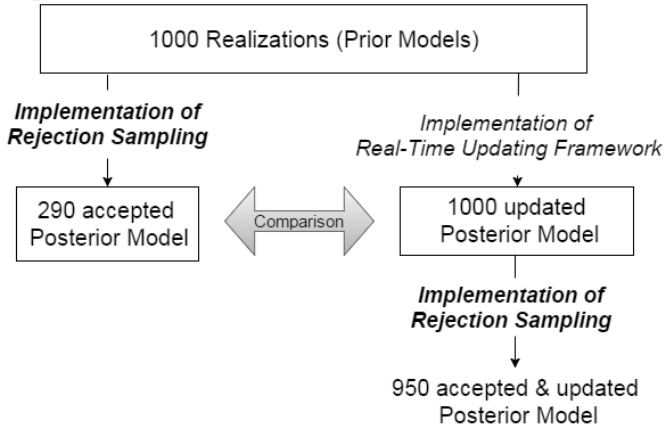 1000 Realizations (Prior Models)
Implementation of
Rejection Sampling
290 accepted
Posterior Model
Comparison
Implementation of
Real-Time Updating Framework
1000 updated
Posterior Model
Implementation of
Rejection Sampling
950 accepted & updated
Posterior Model